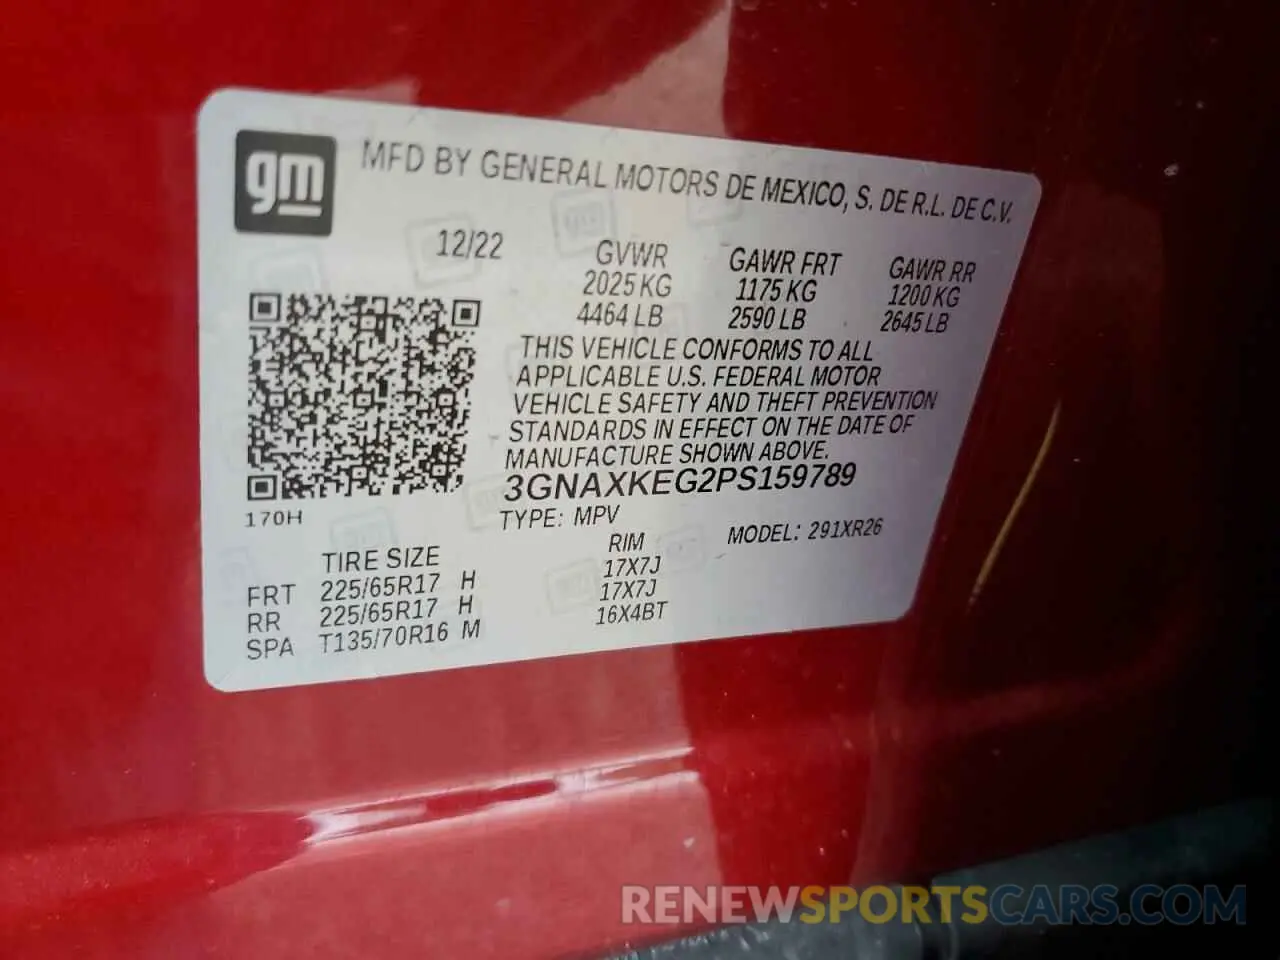 gm
MFD BY GENERAL MOTORS DE MEXICO, S. DE R.L. DE C.V.
12/22 GVWR GAWR FRT GAWR RR
2025 KG 1175 KG 1200 KG
4464 LB 2590 LB 2645 LB
THIS VEHICLE CONFORMS TO ALL
APPLICABLE U.S. FEDERAL MOTOR
VEHICLE SAFETY AND THEFT PREVENTION
STANDARDS IN EFFECT ON THE DATE OF
MANUFACTURE SHOWN ABOVE.
3GNAXKEG2PS159789
170H
TYPE: MPV MODEL: 291XR26
TIRE SIZE RIM
FRT 225/65R17 H 17X7J
RR 225/65R17 H 17X7J
SPA T135/70R16 M 16X4BT
RENEWSPORTSCARS.COM